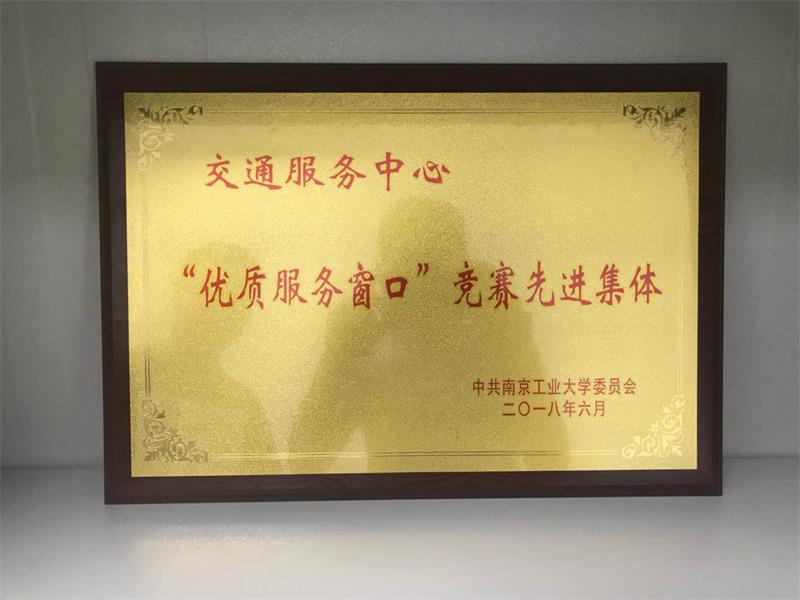 交通服务中心
“优质服务窗口”竞赛先进集体
中共南京工业大学委员会
二〇一八年六月